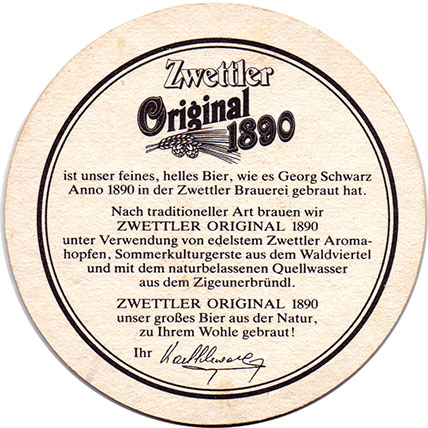 Zwettler
Original
1890
ist unser feines, helles Bier, wie es Georg Schwarz
Anno 1890 in der Zwettler Brauerei gebraut hat.
Nach traditioneller Art brauen wir
ZWETTLER ORIGINAL 1890
unter Verwendung von edelstem Zwettler Aroma-
hopfen, Sommerkulturgerste aus dem Waldviertel
und mit dem naturbelassenen Quellwasser
aus dem Zigeunerbründl.
ZWETTLER ORIGINAL 1890
unser großes Bier aus der Natur,
zu Ihrem Wohle gebraut!
Ihr